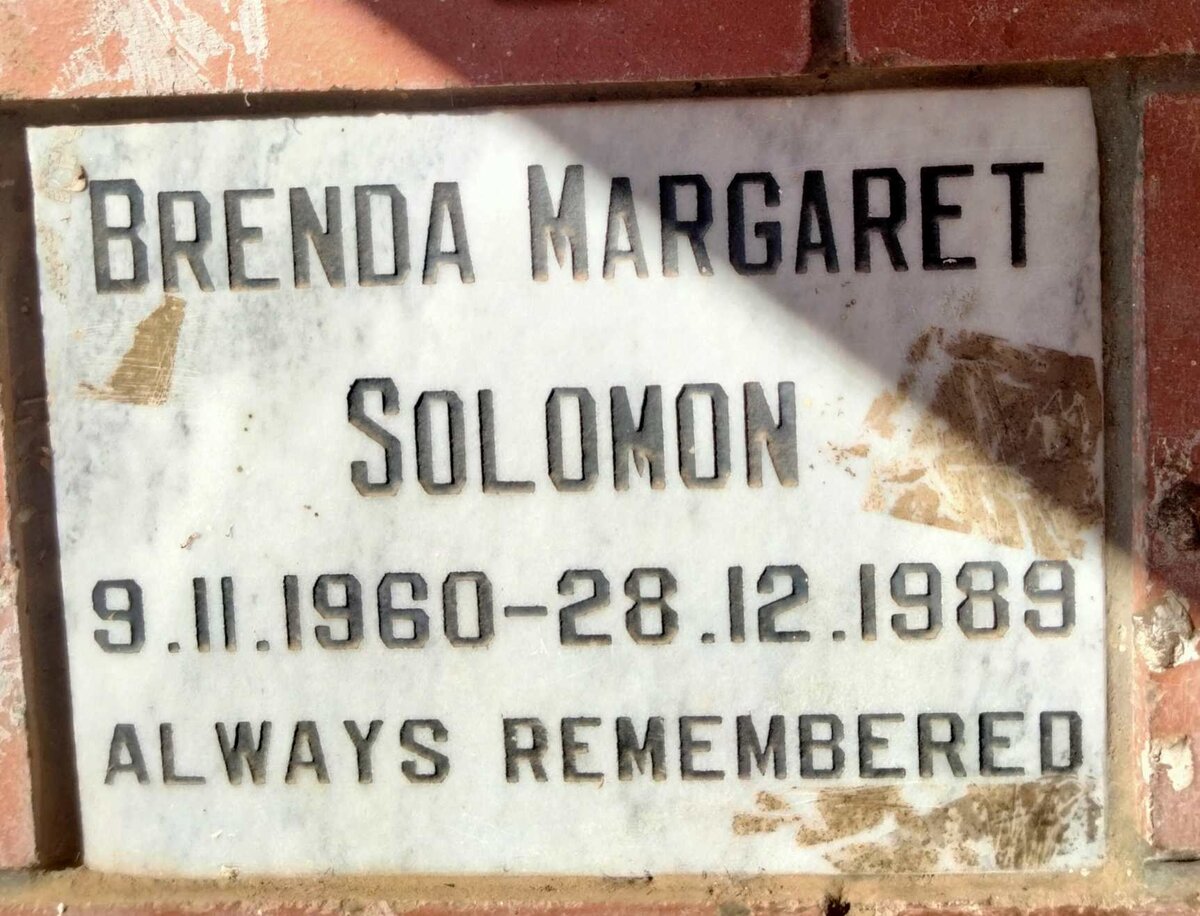 BRENDA MARGARET
SOLOMON
9.11.1960-28.12.1989
ALWAYS REMEMBERED